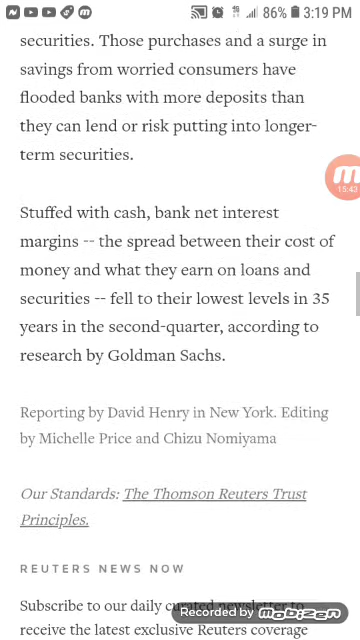 86% 3:19 PM
securities. Those purchases and a surge in
savings from worried consumers have
flooded banks with more deposits than
they can lend or risk putting into longer-
term securities.
15:43
Stuffed with cash, bank net interest
margins -- the spread between their cost of
money and what they earn on loans and
securities -- fell to their lowest levels in 35
years in the second-quarter, according to
research by Goldman Sachs.
Reporting by David Henry in New York. Editing
by Michelle Price and Chizu Nomiyama
Our Standards: The Thomson Reuters Trust
Principles.
REUTERS NEWS NOW
Subscribe to our daily curated newsletter to
receive the latest exclusive Reuters coverage
Recorded by mobizen